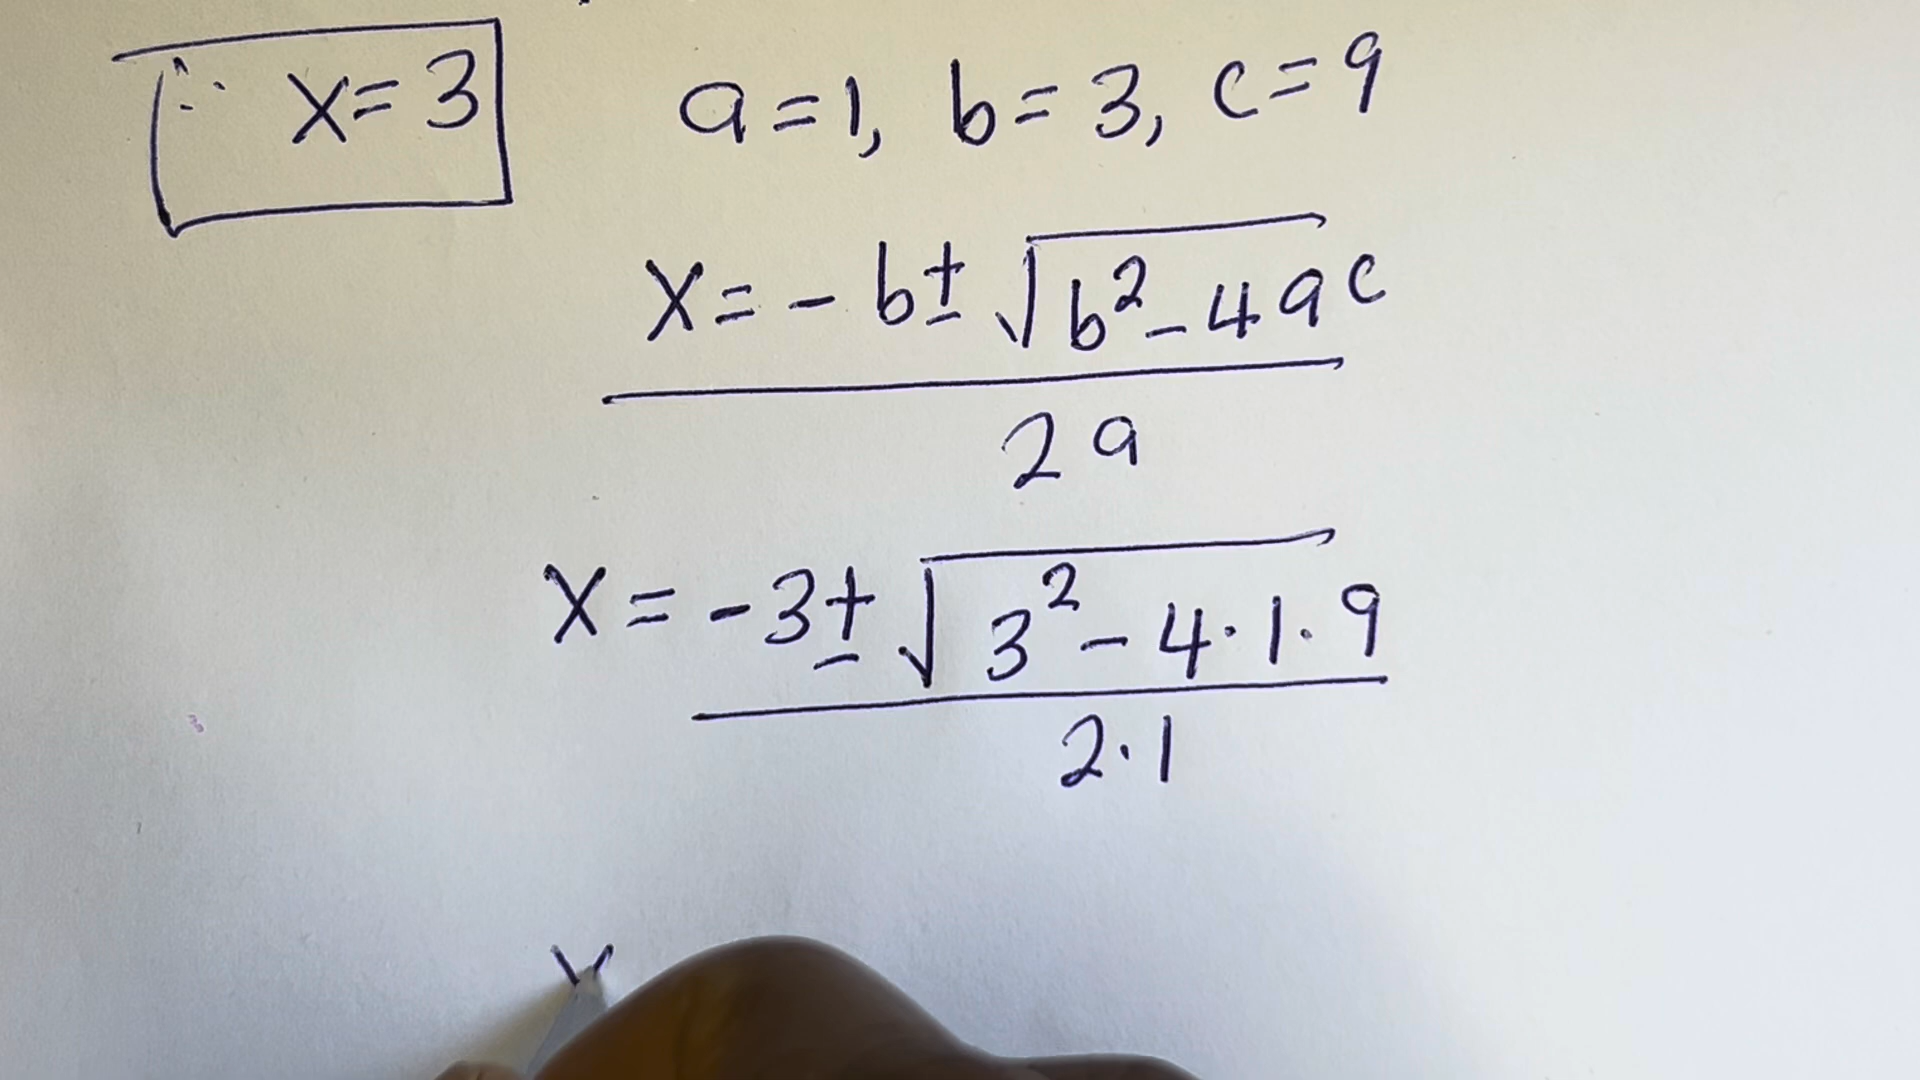 ∴ x=3 a=1, b=3, c=9
x=-b±√b²-4ac
2a
x=-3±√3²-4·1·9
2·1
x